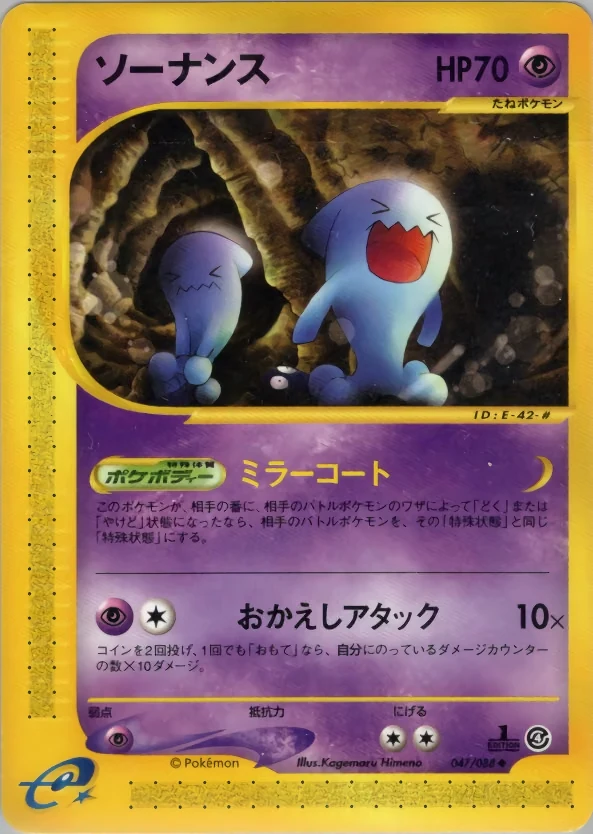 ソーナンス HP70
たねポケモン
ID:E-42-#
特殊体質
ポケボディー ミラーコート
このポケモンが、相手の番に、相手のバトルポケモンのワザによって「どく」または
「やけど」状態になったなら、相手のバトルポケモンを、その「特殊状態」と同じ
「特殊状態」にする。
おかえしアタック 10×
コインを2回投げ、1回でも「おもて」なら、自分にのっているダメージカウンター
の数×10ダメージ。
弱点 抵抗力 にげる
©Pokémon Illus.Kagemaru Himeno 1 EDITION 047/088◆
e